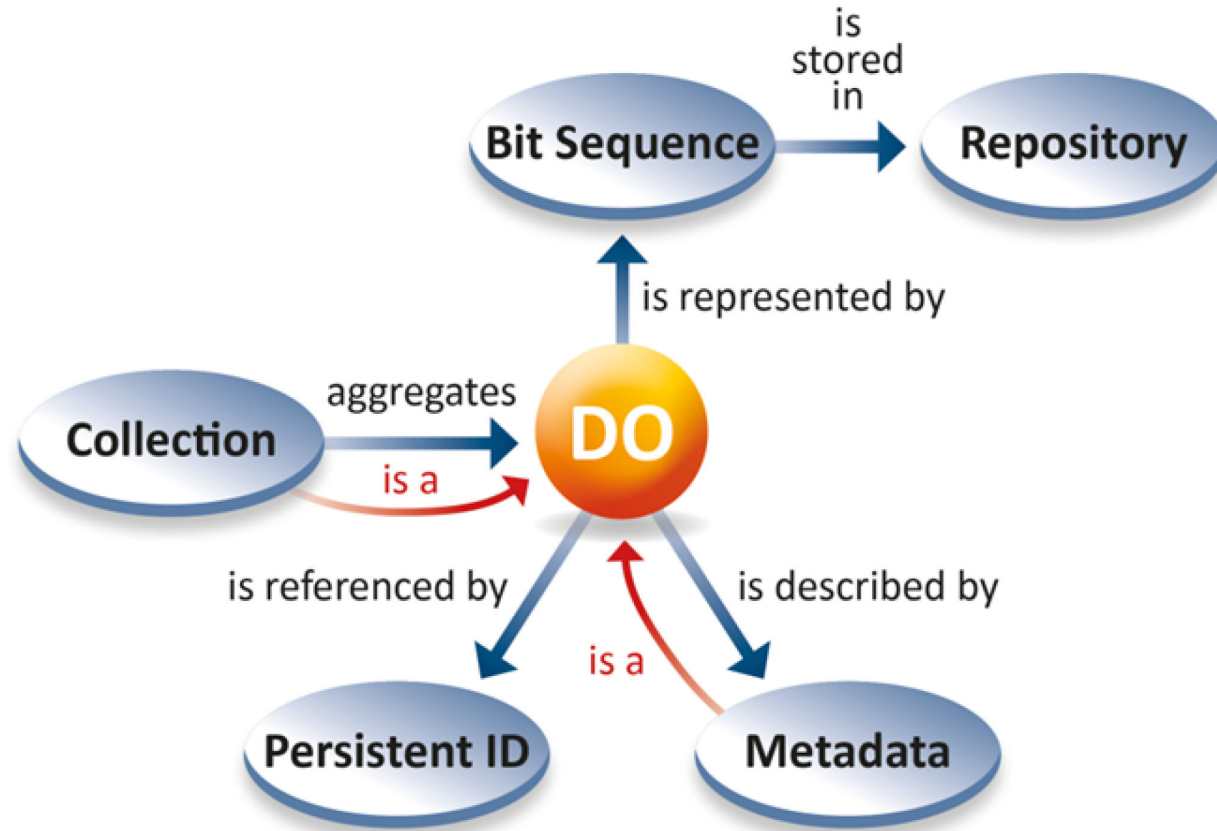 is
stored
in
Bit Sequence
Repository
is represented by
aggregates
DO
Collection
is a
is referenced by
is described by
is a
Persistent ID
Metadata